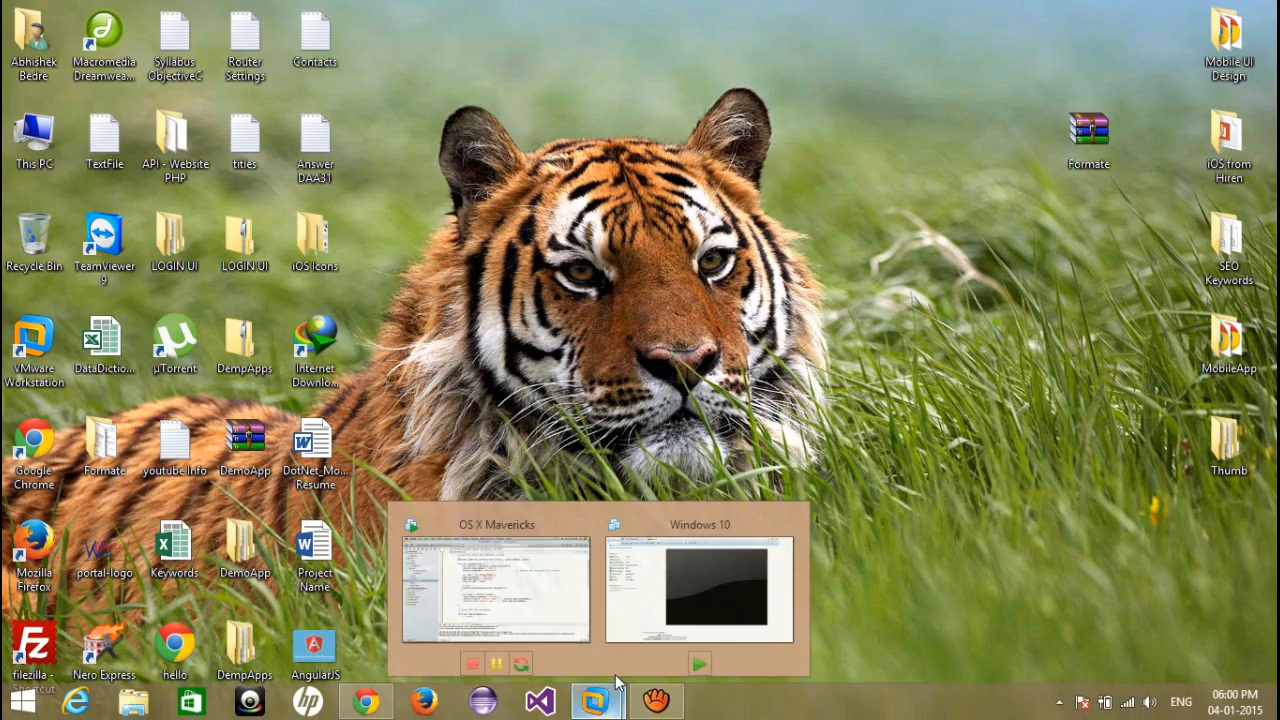 Abhishek
Bedre
Macromedia
Dreamwea...
Syllabus
ObjectiveC
Router
Settings
Contacts
Mobile UI
Design
This PC
TextFile
API - Website
PHP
titles
Answer
DAA31
Formate
iOS from
Hiren
Recycle Bin
TeamViewer
9
LOGIN UI
LOGIN UI
iOS Icons
SEO
Keywords
VMware
Workstation
DataDictio...
µTorrent
DempApps
Internet
Downlo...
MobileApp
Google
Chrome
Formate
youtube Info
DemoApp
DotNet_Mo...
Resume
Thumb
Mozilla
Firefox
portal-logo
Keywords
DemoApp
Project
Name
OS X Mavericks
Windows 10
filezilla -
Shortcut
Nero Express
hello
DempApps
AngularJS
ENG
06:00 PM
04-01-2015